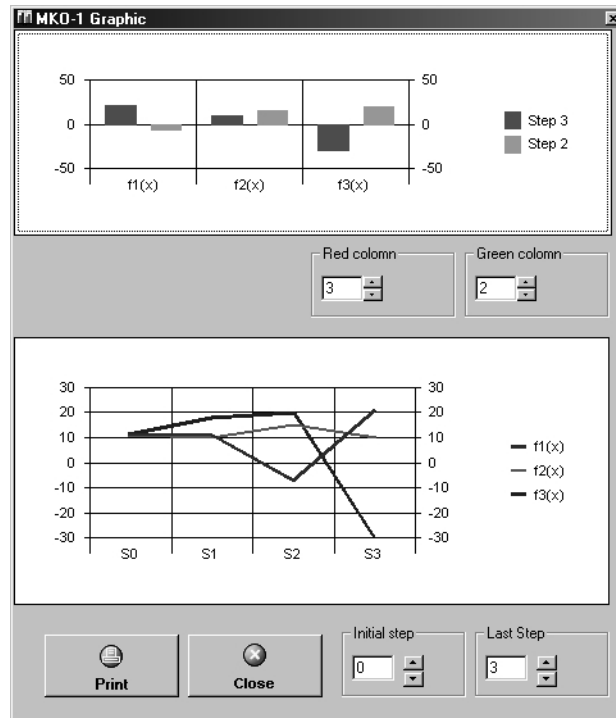 MKO-1 Graphic
50 50
0 0
-50 -50
f1(x) f2(x) f3(x)
Step 3
Step 2
Red colomn
3
Green colomn
2
30 30
20 20
10 10
0 0
-10 -10
-20 -20
-30 -30
S0 S1 S2 S3
f1(x)
f2(x)
f3(x)
Print
Close
Initial step
0
Last Step
3